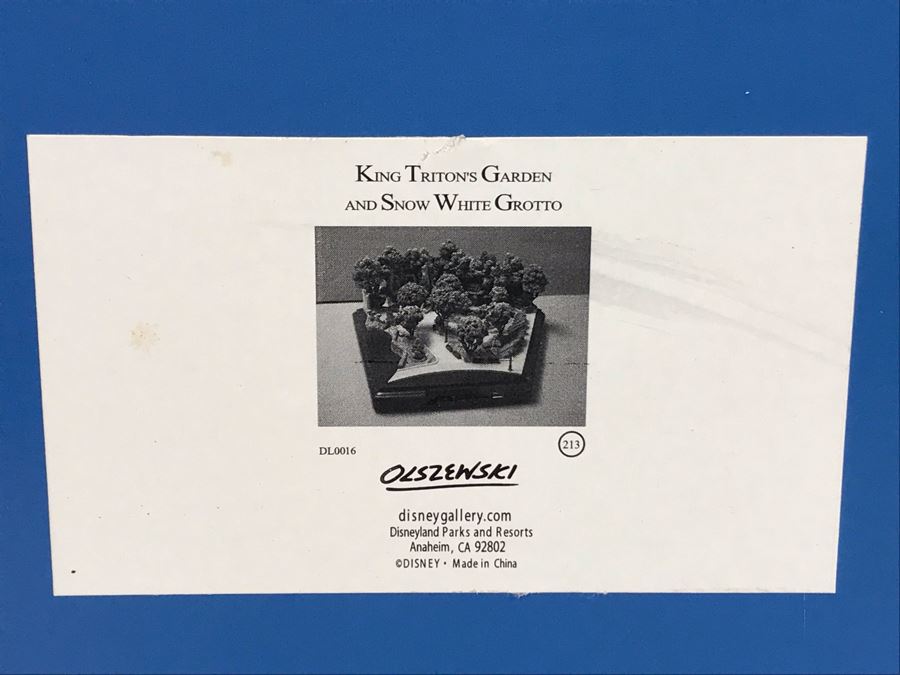 King Triton's Garden
and Snow White Grotto
DL0016
213
OLSZEWSKI
disneygallery.com
Disneyland Parks and Resorts
Anaheim, CA 92802
©DISNEY • Made in China